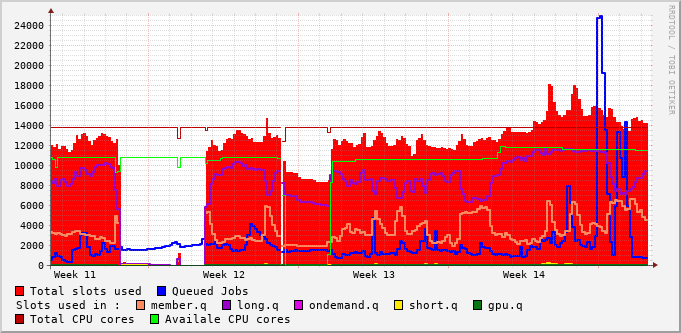 RRDTOOL / TOBI OETIKER
24000
22000
20000
18000
16000
14000
12000
10000
8000
6000
4000
2000
0
Week 11 Week 12 Week 13 Week 14
Total slots used Queued Jobs
Slots used in : member.q long.q ondemand.q short.q gpu.q
Total CPU cores Availale CPU cores